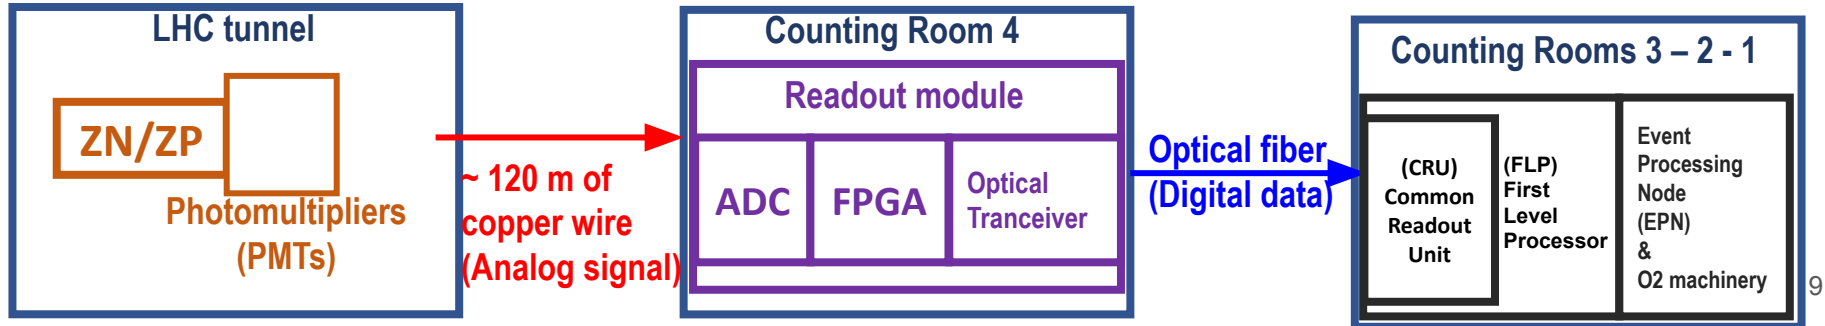 LHC tunnel
ZN/ZP
Photomultipliers
(PMTs)
~ 120 m of
copper wire
(Analog signal)
Counting Room 4
Readout module
ADC
FPGA
Optical
Tranceiver
Optical fiber
(Digital data)
Counting Rooms 3 – 2 - 1
(CRU)
Common
Readout
Unit
(FLP)
First
Level
Processor
Event
Processing
Node
(EPN)
&
O2 machinery
9